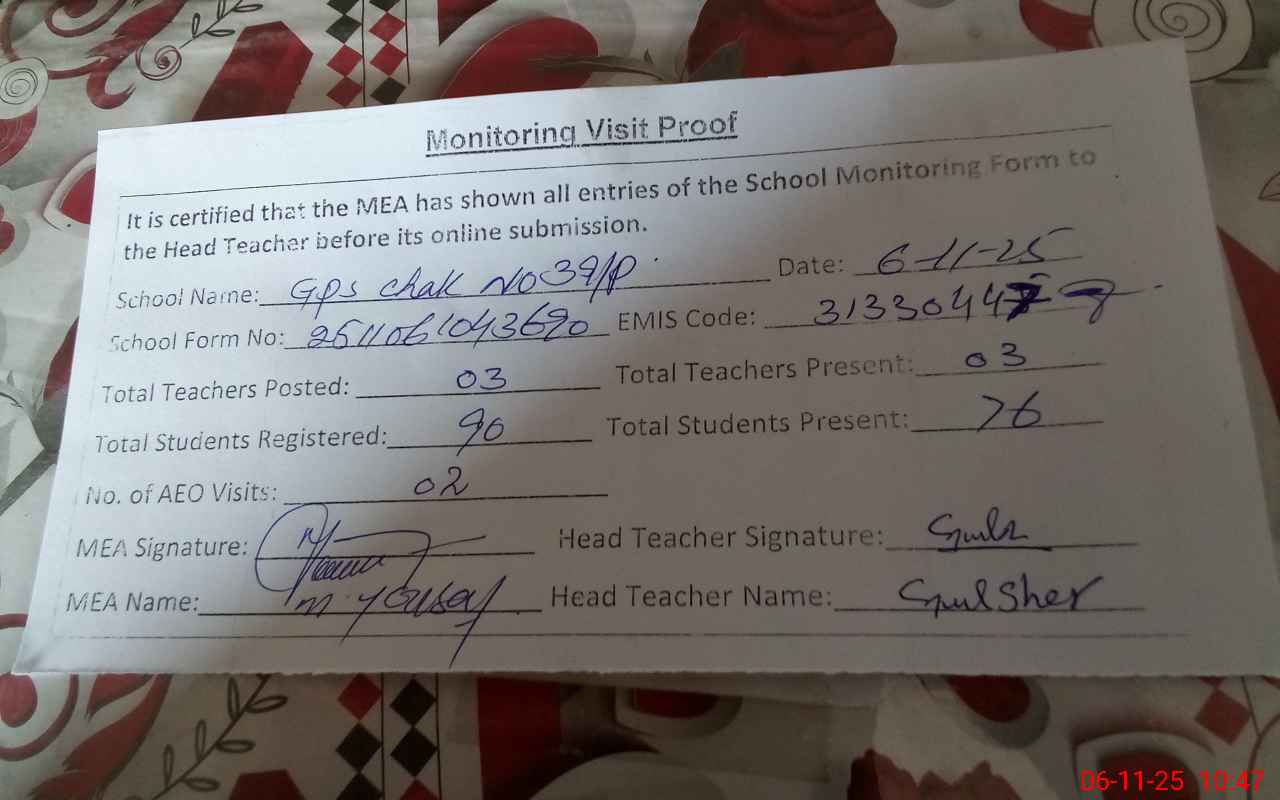 Monitoring Visit Proof
It is certified that the MEA has shown all entries of the School Monitoring Form to
the Head Teacher before its online submission.
School Name: GPS Chak No 39/P Date: 6-11-25
School Form No: 2511061043690 EMIS Code: 3133044
Total Teachers Posted: 03 Total Teachers Present: 03
Total Students Registered: 90 Total Students Present: 76
No. of AEO Visits: 02
MEA Signature: Head Teacher Signature:
MEA Name: M. Yousaf Head Teacher Name: Gul Sher
06-11-25 10:47